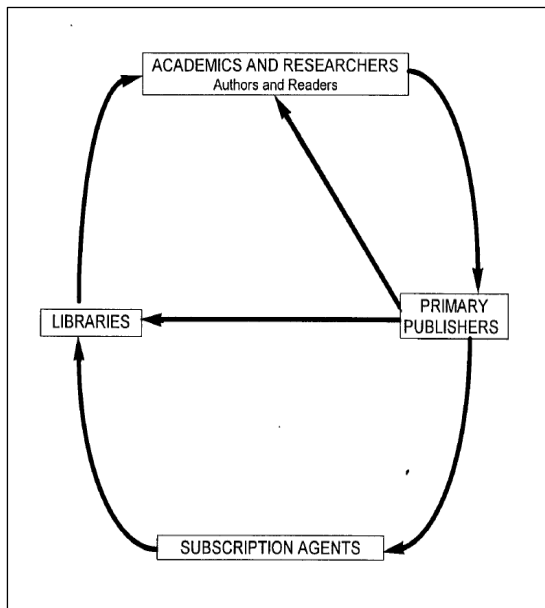 ACADEMICS AND RESEARCHERS
Authors and Readers
PRIMARY
PUBLISHERS
LIBRARIES
SUBSCRIPTION AGENTS